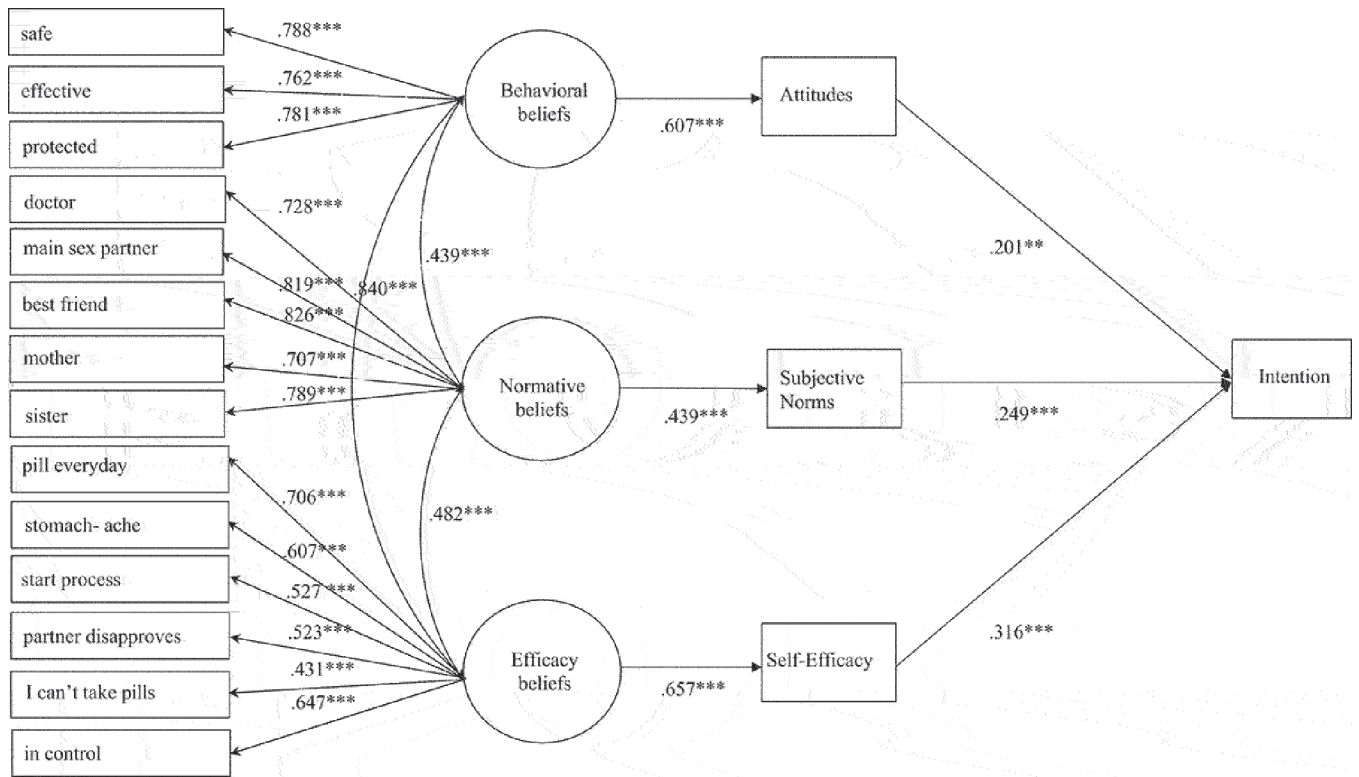 safe
.788***
effective
.762***
Behavioral
beliefs
Attitudes
.781***
.607***
protected
doctor
.728***
main sex partner
.439***
.201**
.819***
.840***
best friend
.826***
mother
.707***
Normative
beliefs
Subjective
Norms
Intention
.789***
.439***
.249***
sister
pill everyday
.706***
.482***
stomach- ache
.607***
start process
.527***
partner disapproves
.523***
.316***
Efficacy
beliefs
Self-Efficacy
.431***
.657***
I can't take pills
.647***
in control